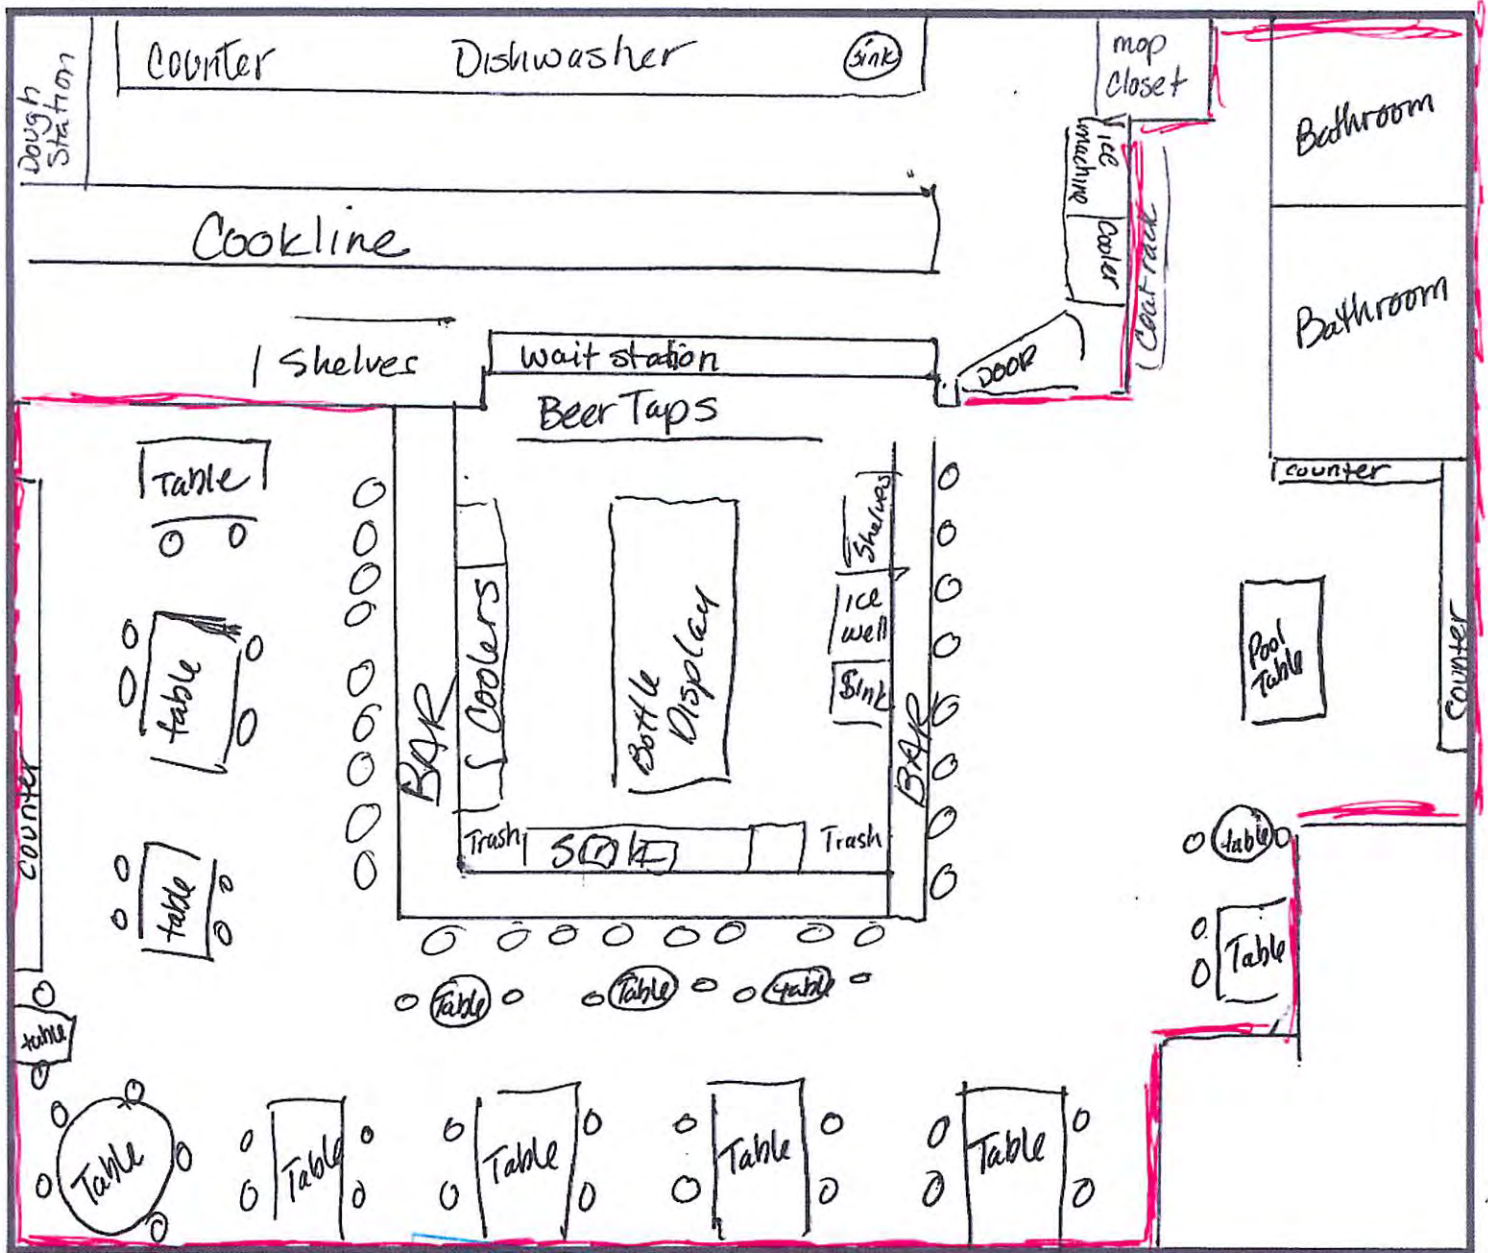 Counter
Dishwasher
sink
mop
closet
Dough
Station
Bathroom
ice
machine
Cookline
Cooler
Coat rack
Bathroom
Shelves
wait station
DOOR
Beer Taps
Table
counter
Shelves
Coolers
Bottle
Display
ice
well
Sink
Pool
Table
counter
table
BAR
BAR
counter
Trash
Trash
table
table
Table
Table
Table
table
table
Table
Table
Table
Table
Table